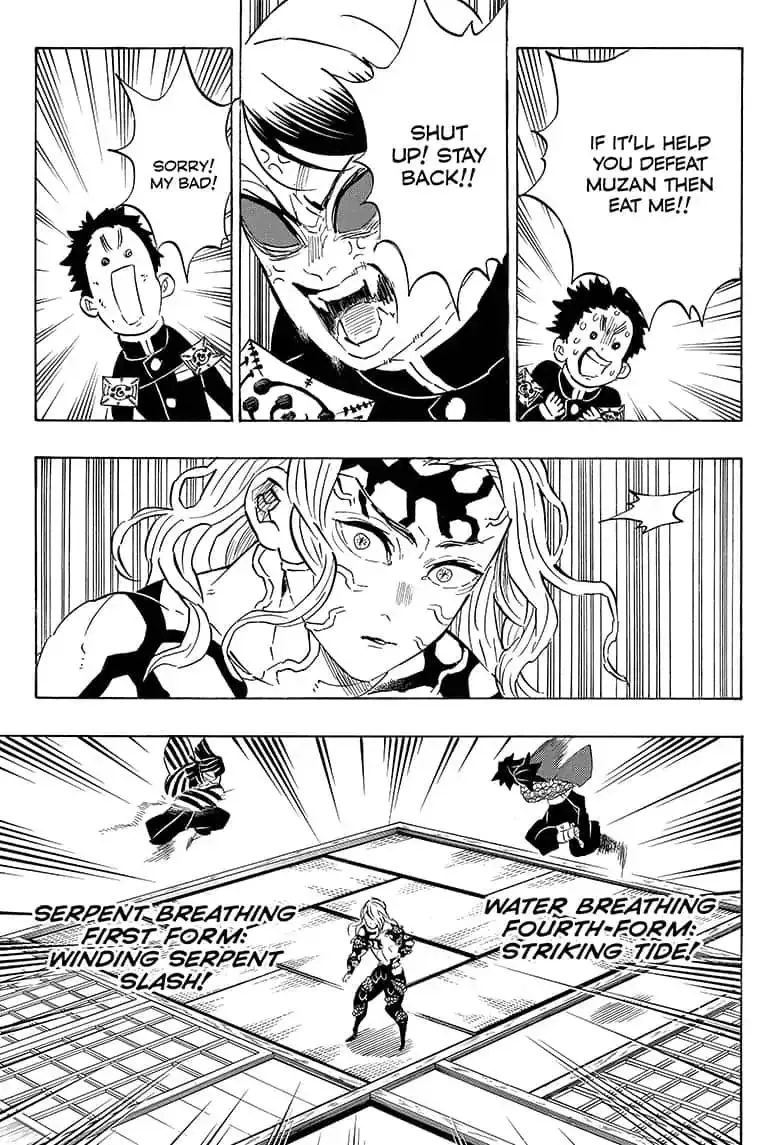 IF IT'LL HELP
YOU DEFEAT
MUZAN THEN
EAT ME!!
SHUT
UP! STAY
BACK!!
SORRY!
MY BAD!
WATER BREATHING
FOURTH-FORM:
STRIKING TIDE!
SERPENT BREATHING
FIRST FORM:
WINDING SERPENT
SLASH!